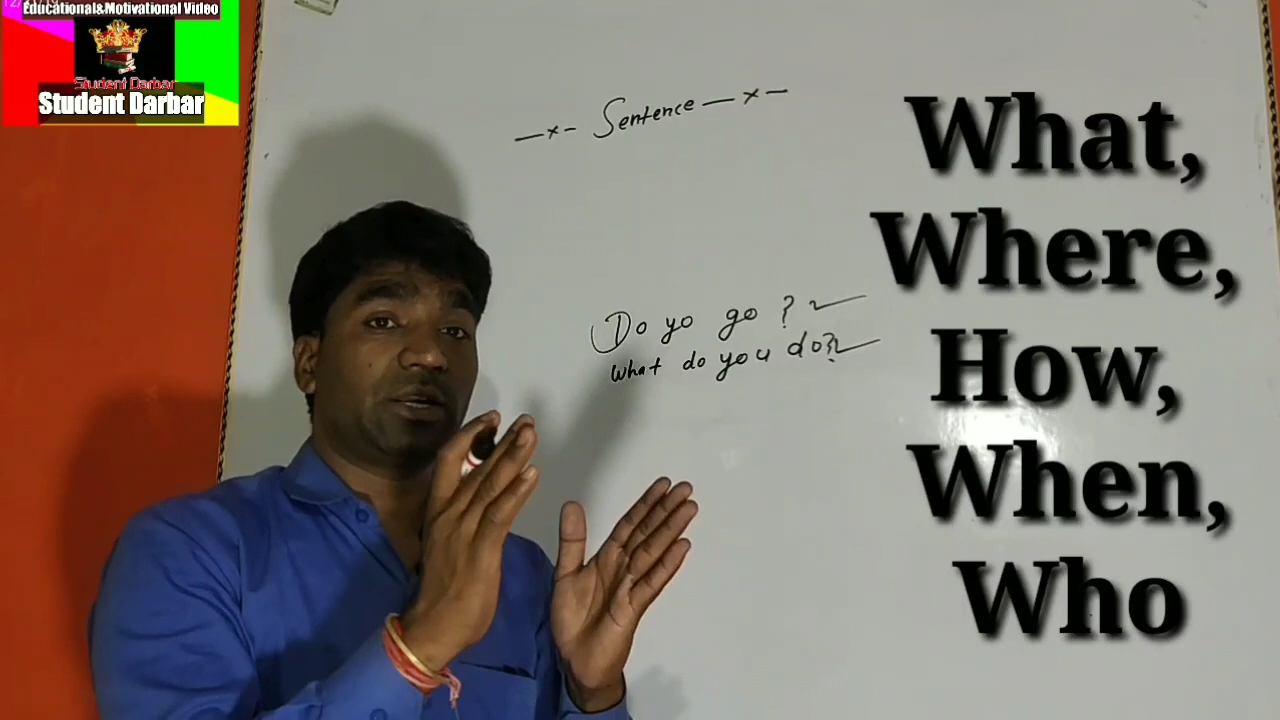 Educational&Motivational Video
Student Darbar
Student Darbar
Sentence
Do yo go ?
What do you do?
What,
Where,
How,
When,
Who